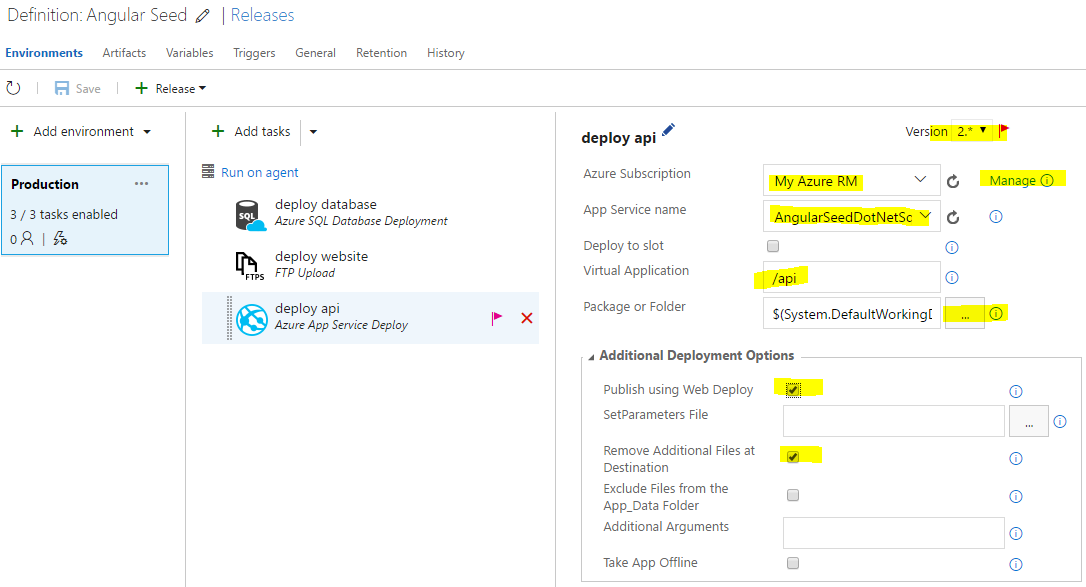 Definition: Angular Seed | Releases
Environments Artifacts Variables Triggers General Retention History
Save + Release
+ Add environment
Production ...
3 / 3 tasks enabled
0
+ Add tasks
Run on agent
deploy database
Azure SQL Database Deployment
SQL
deploy website
FTP Upload
FTPS
deploy api
Azure App Service Deploy
deploy api
Version 2.*
Azure Subscription My Azure RM Manage
App Service name AngularSeedDotNetSc
Deploy to slot
Virtual Application /api
Package or Folder $(System.DefaultWorkingD ...
Additional Deployment Options
Publish using Web Deploy
SetParameters File ...
Remove Additional Files at
Destination
Exclude Files from the
App_Data Folder
Additional Arguments
Take App Offline